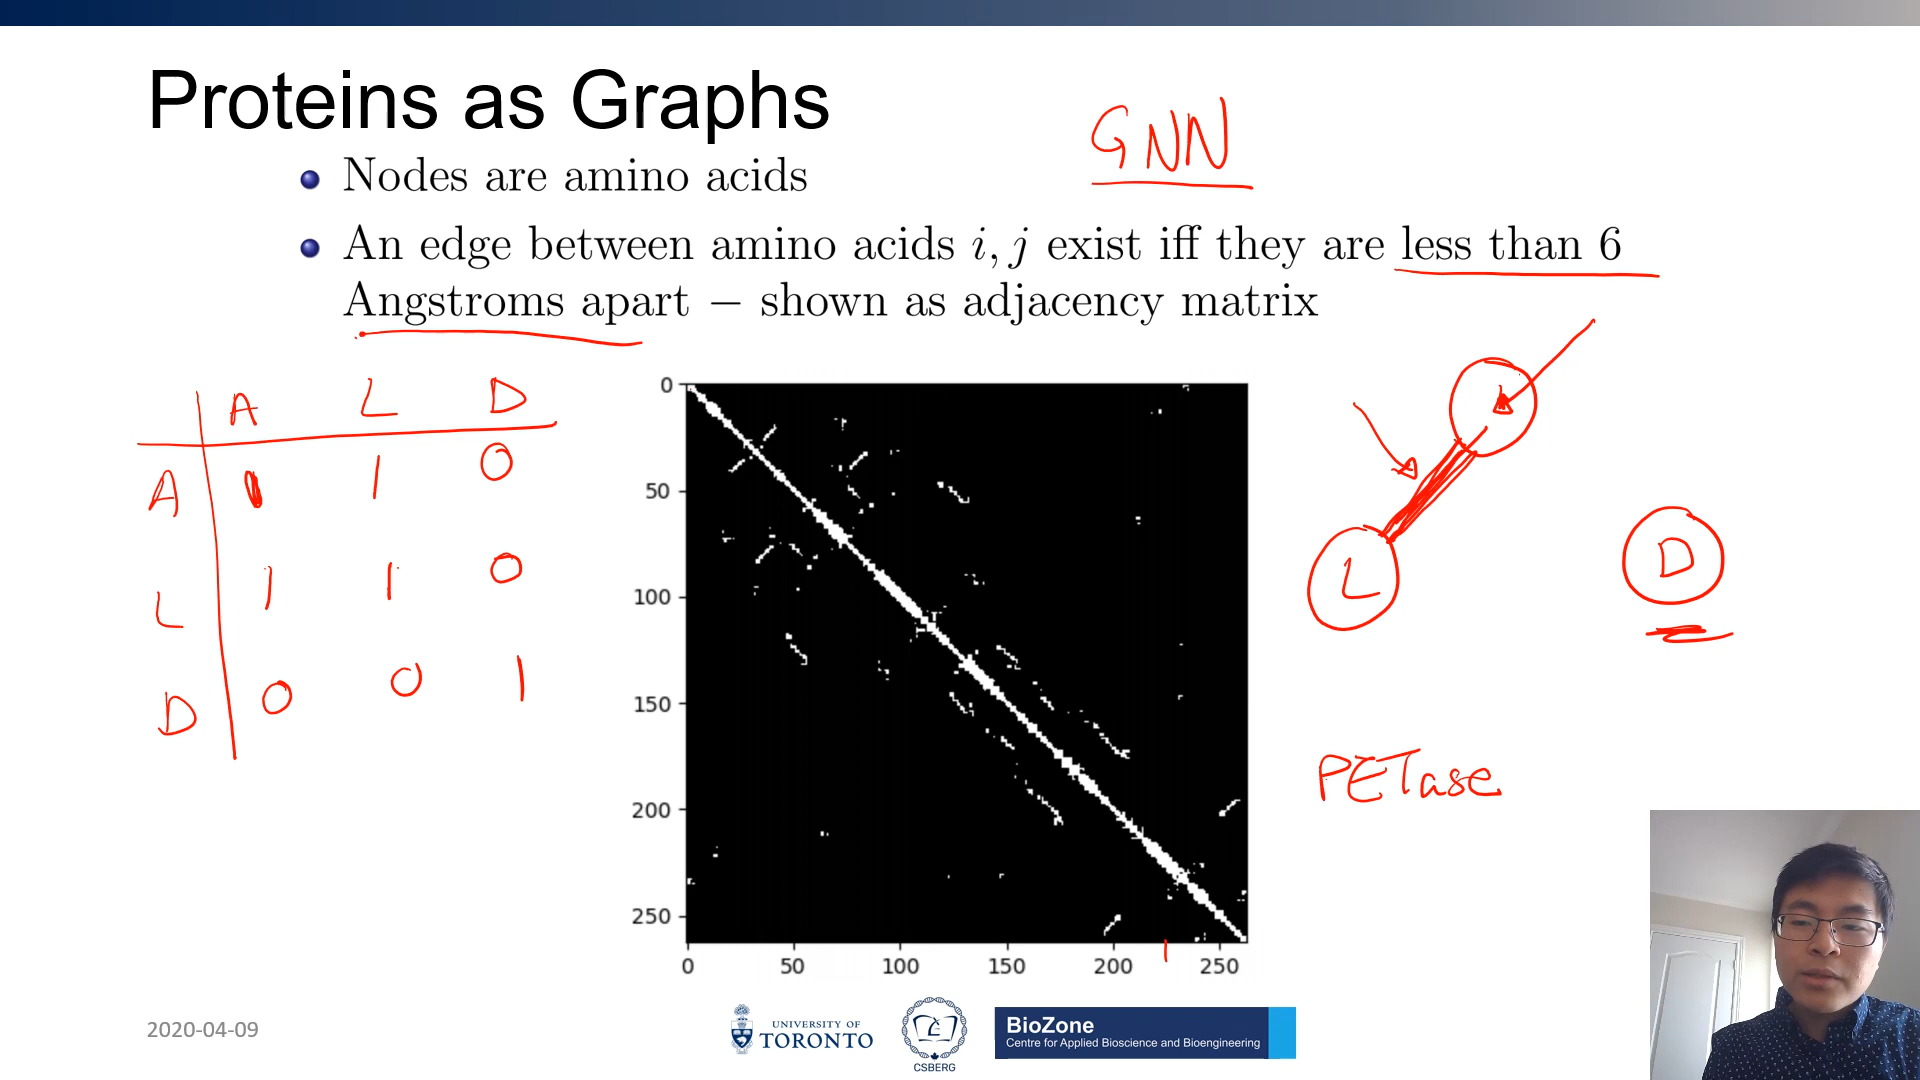 Proteins as Graphs
GNN
Nodes are amino acids
An edge between amino acids i, j exist iff they are less than 6
Angstroms apart – shown as adjacency matrix
A L D
A 1 1 0
L 1 1 0
D 0 0 1
0
50
100
150
200
250
0 50 100 150 200 250
A
L
D
PETase
2020-04-09
UNIVERSITY OF
TORONTO
CSBERG
BioZone
Centre for Applied Bioscience and Bioengineering